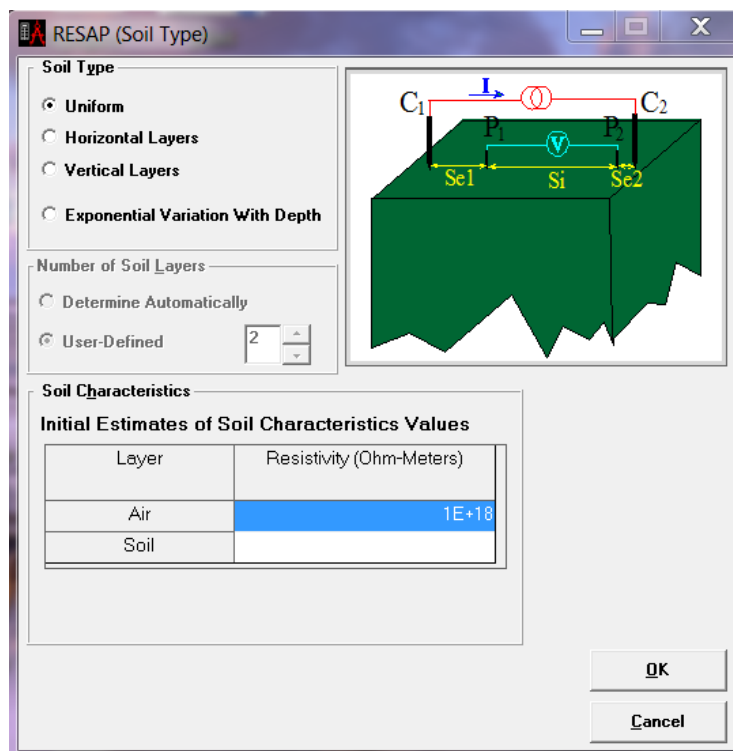 RESAP (Soil Type)
X
Soil Type
Uniform
Horizontal Layers
Vertical Layers
Exponential Variation With Depth
I
C1
C2
P1
P2
V
Se1
Si
Se2
Number of Soil Layers
Determine Automatically
User-Defined
2
Soil Characteristics
Initial Estimates of Soil Characteristics Values
Layer Resistivity (Ohm-Meters)
Air 1E+18
Soil
OK
Cancel